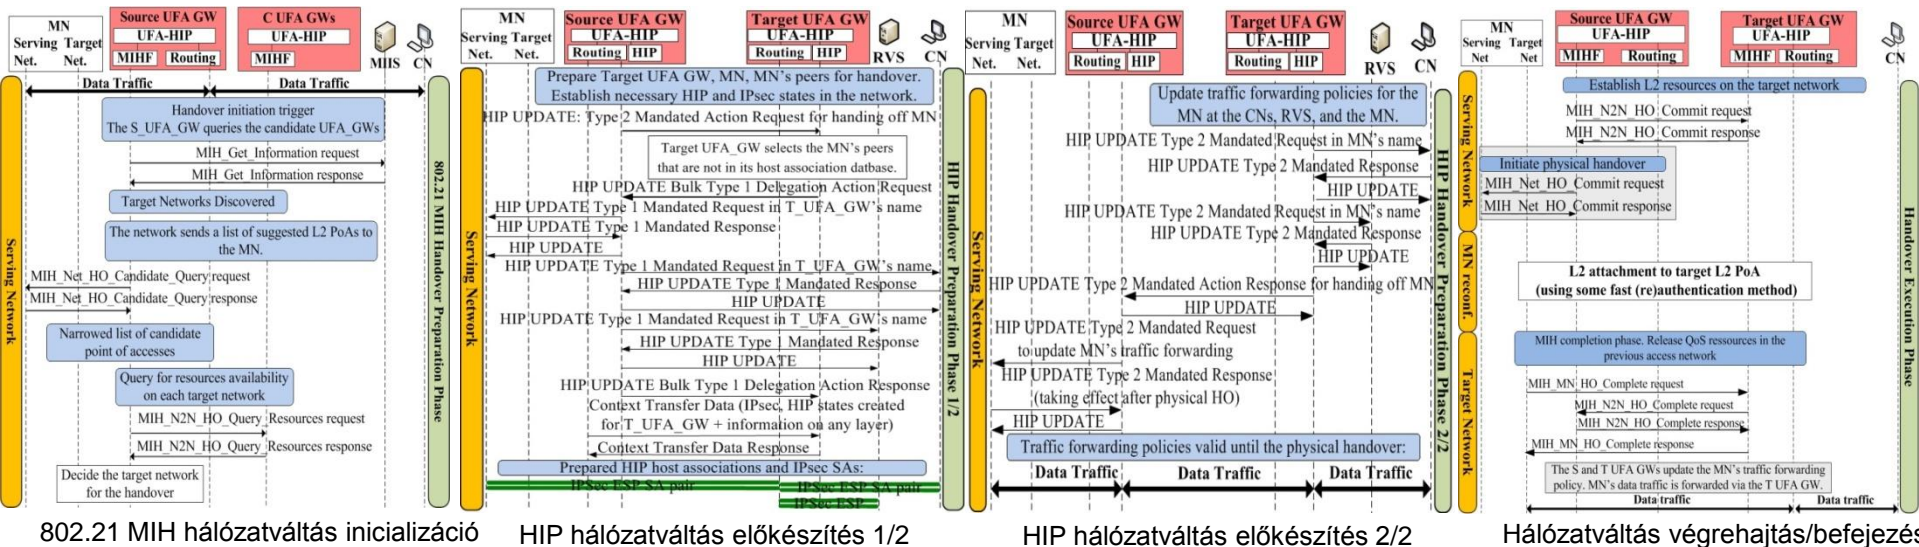 MN
Serving Target
Net. Net.
Source UFA GW
UFA-HIP
MIHF Routing
C UFA GWs
UFA-HIP
MIHF
MIIS
CN
Data Traffic
Data Traffic
Handover initiation trigger
The S_UFA_GW queries the candidate UFA_GWs
MIH_Get_Information request
MIH_Get_Information response
Target Networks Discovered
The network sends a list of suggested L2 PoAs to
the MN.
MIH_Net_HO_Candidate_Query request
MIH_Net_HO_Candidate_Query response
Narrowed list of candidate
point of accesses
Query for resources availability
on each target network
MIH_N2N_HO_Query_Resources request
MIH_N2N_HO_Query_Resources response
Decide the target network
for the handover
Serving Network
802.21 MIH Handover Preparation Phase
802.21 MIH hálózatváltás inicializáció
MN
Serving Target
Net. Net.
Source UFA GW
UFA-HIP
Routing HIP
Target UFA GW
UFA-HIP
Routing HIP
RVS
CN
Prepare Target UFA GW, MN, MN's peers for handover.
Establish necessary HIP and IPsec states in the network.
HIP UPDATE: Type 2 Mandated Action Request for handing off MN
Target UFA_GW selects the MN's peers
that are not in its host association datbase.
HIP UPDATE Bulk Type 1 Delegation Action Request
HIP UPDATE Type 1 Mandated Request in T_UFA_GW's name
HIP UPDATE Type 1 Mandated Response
HIP UPDATE
HIP UPDATE Type 1 Mandated Request in T_UFA_GW's name
HIP UPDATE Type 1 Mandated Response
HIP UPDATE
HIP UPDATE Type 1 Mandated Request in T_UFA_GW's name
HIP UPDATE Type 1 Mandated Response
HIP UPDATE
HIP UPDATE Bulk Type 1 Delegation Action Response
Context Transfer Data (IPsec, HIP states created
for T_UFA_GW + information on any layer)
Context Transfer Data Response
Prepared HIP host associations and IPsec SAs:
IPSec ESP SA pair
IPSec ESP SA pair
IPSec ESP
Serving Network
HIP Handover Preparation Phase 1/2
HIP hálózatváltás előkészítés 1/2
MN
Serving Target
Net. Net.
Source UFA GW
UFA-HIP
Routing HIP
Target UFA GW
UFA-HIP
Routing HIP
RVS
CN
Update traffic forwarding policies for the
MN at the CNs, RVS, and the MN.
HIP UPDATE Type 2 Mandated Request in MN's name
HIP UPDATE Type 2 Mandated Response
HIP UPDATE
HIP UPDATE Type 2 Mandated Request in MN's name
HIP UPDATE Type 2 Mandated Response
HIP UPDATE
HIP UPDATE Type 2 Mandated Action Response for handing off MN
HIP UPDATE
HIP UPDATE Type 2 Mandated Request
to update MN's traffic forwarding
HIP UPDATE Type 2 Mandated Response
(taking effect after physical HO)
HIP UPDATE
Traffic forwarding policies valid until the physical handover:
Data Traffic
Data Traffic
Data Traffic
Serving Network
HIP Handover Preparation Phase 2/2
HIP hálózatváltás előkészítés 2/2
MN
Serving Target
Net Net
Source UFA GW
UFA-HIP
MIHF Routing
Target UFA GW
UFA-HIP
MIHF Routing
CN
Establish L2 resources on the target network
MIH_N2N_HO_Commit request
MIH_N2N_HO_Commit response
Initiate physical handover
MIH_Net_HO_Commit request
MIH_Net_HO_Commit response
L2 attachment to target L2 PoA
(using some fast (re)authentication method)
MIH completion phase. Release QoS ressources in the
previous access network
MIH_MN_HO_Complete request
MIH_N2N_HO_Complete request
MIH_N2N_HO_Complete response
MIH_MN_HO_Complete response
The S and T UFA GWs update the MN's traffic forwarding
policy. MN's data traffic is forwarded via the T UFA GW.
Data traffic
Data traffic
Serving Network
MN reconf.
Target Network
Handover Execution Phase
Hálózatváltás végrehajtás/befejezés